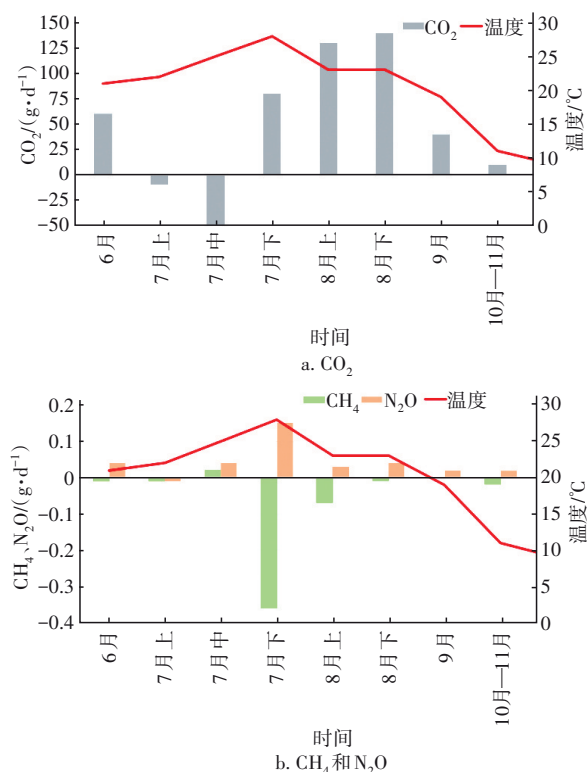 CO₂ 温度
CO₂/(g·d⁻¹)
150
125
100
75
50
25
0
−25
−50
30
25
20
15
10
5
0
温度/℃
6月
7月上
7月中
7月下
8月上
8月下
9月
10月—11月
时间
a. CO₂
CH₄ N₂O 温度
CH₄、N₂O/(g·d⁻¹)
0.2
0.1
0
−0.1
−0.2
−0.3
−0.4
30
25
20
15
10
5
0
温度/℃
6月
7月上
7月中
7月下
8月上
8月下
9月
10月—11月
时间
b. CH₄和N₂O